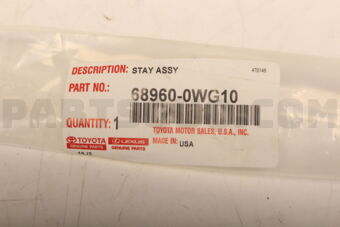 DESCRIPTION: STAY ASSY
PART NO.: 68960-0WG10
QUANTITY: 1
TOYOTA MOTOR SALES, U.S.A., INC.
MADE IN: USA
TOYOTA LEXUS
GENUINE PARTS GENUINE PARTS